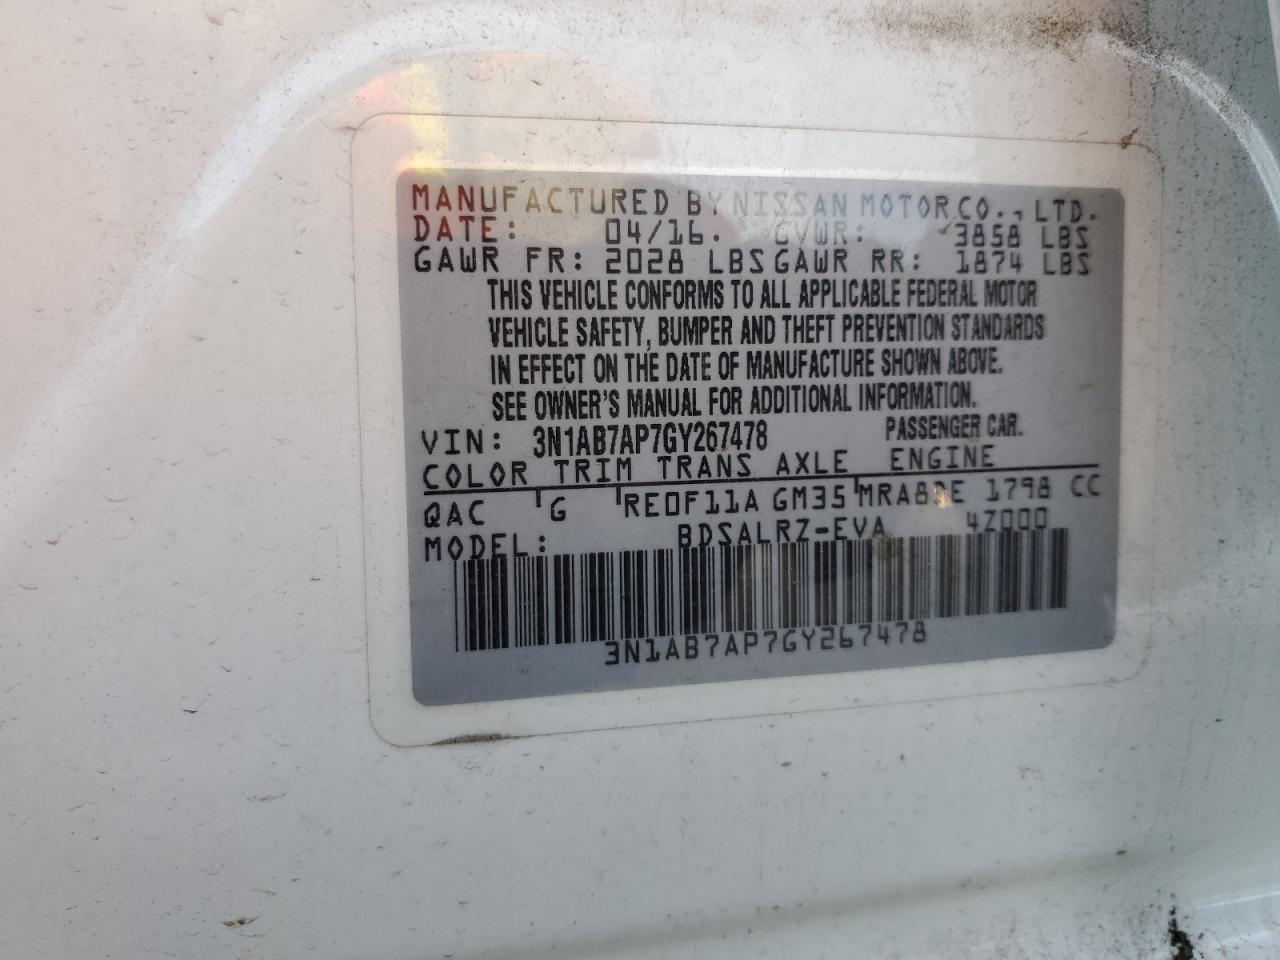 MANUFACTURED BY NISSAN MOTOR CO., LTD.
DATE: 04/16. GVWR: 3858 LBS
GAWR FR: 2028 LBS GAWR RR: 1874 LBS
THIS VEHICLE CONFORMS TO ALL APPLICABLE FEDERAL MOTOR
VEHICLE SAFETY, BUMPER AND THEFT PREVENTION STANDARDS
IN EFFECT ON THE DATE OF MANUFACTURE SHOWN ABOVE.
SEE OWNER'S MANUAL FOR ADDITIONAL INFORMATION.
VIN: 3N1AB7AP7GY267478 PASSENGER CAR.
COLOR TRIM TRANS AXLE ENGINE
QAC G RE0F11A GM35 MRA8DE 1798 CC
MODEL: BDSALRZ-EVA 4Z000
3N1AB7AP7GY267478